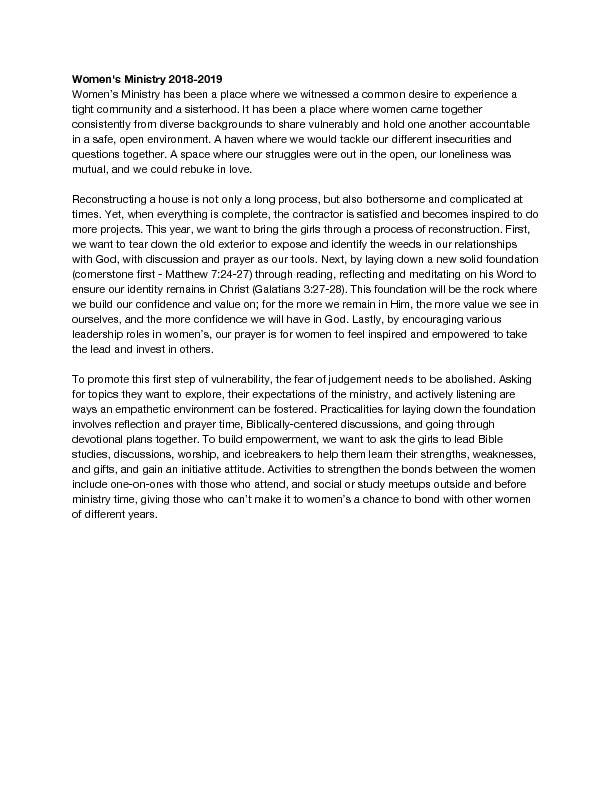 Women's Ministry 2018-2019
Women's Ministry has been a place where we witnessed a common desire to experience a
tight community and a sisterhood. It has been a place where women came together
consistently from diverse backgrounds to share vulnerably and hold one another accountable
in a safe, open environment. A haven where we would tackle our different insecurities and
questions together. A space where our struggles were out in the open, our loneliness was
mutual, and we could rebuke in love.
Reconstructing a house is not only a long process, but also bothersome and complicated at
times. Yet, when everything is complete, the contractor is satisfied and becomes inspired to do
more projects. This year, we want to bring the girls through a process of reconstruction. First,
we want to tear down the old exterior to expose and identify the weeds in our relationships
with God, with discussion and prayer as our tools. Next, by laying down a new solid foundation
(cornerstone first - Matthew 7:24-27) through reading, reflecting and meditating on his Word to
ensure our identity remains in Christ (Galatians 3:27-28). This foundation will be the rock where
we build our confidence and value on; for the more we remain in Him, the more value we see in
ourselves, and the more confidence we will have in God. Lastly, by encouraging various
leadership roles in women's, our prayer is for women to feel inspired and empowered to take
the lead and invest in others.
To promote this first step of vulnerability, the fear of judgement needs to be abolished. Asking
for topics they want to explore, their expectations of the ministry, and actively listening are
ways an empathetic environment can be fostered. Practicalities for laying down the foundation
involves reflection and prayer time, Biblically-centered discussions, and going through
devotional plans together. To build empowerment, we want to ask the girls to lead Bible
studies, discussions, worship, and icebreakers to help them learn their strengths, weaknesses,
and gifts, and gain an initiative attitude. Activities to strengthen the bonds between the women
include one-on-ones with those who attend, and social or study meetups outside and before
ministry time, giving those who can't make it to women's a chance to bond with other women
of different years.